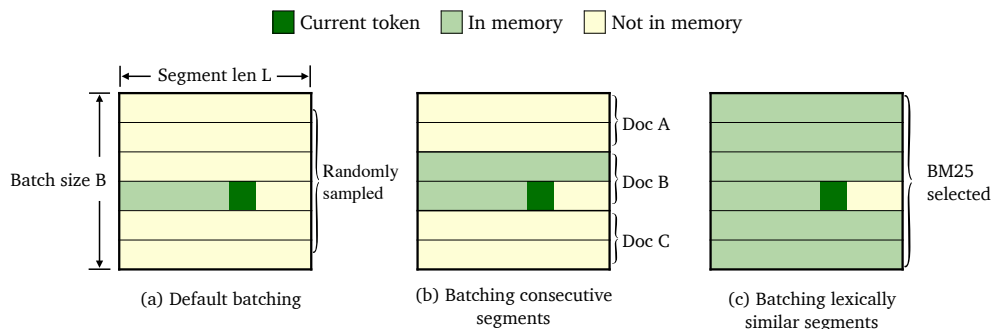 Current token
In memory
Not in memory
Segment len L
Batch size B
Randomly
sampled
(a) Default batching
Doc A
Doc B
Doc C
(b) Batching consecutive
segments
BM25
selected
(c) Batching lexically
similar segments